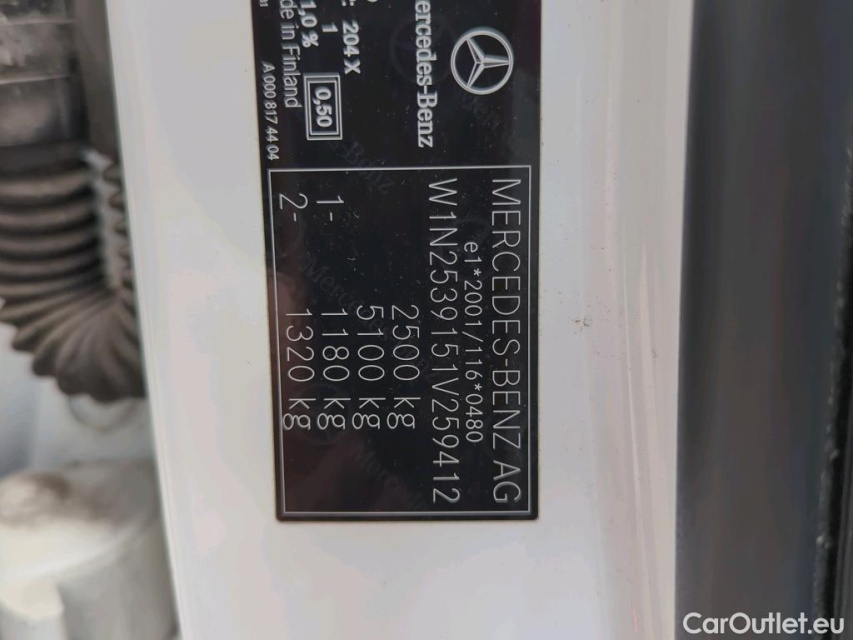 Mercedes-Benz
204 X
1
1,0 %
de in Finland
0,50
A 000 817 44 04
MERCEDES-BENZ AG
e1*2001/116*0480
W1N2539151V259412
2500 kg
5100 kg
1- 1180 kg
2- 1320 kg
CarOutlet.eu